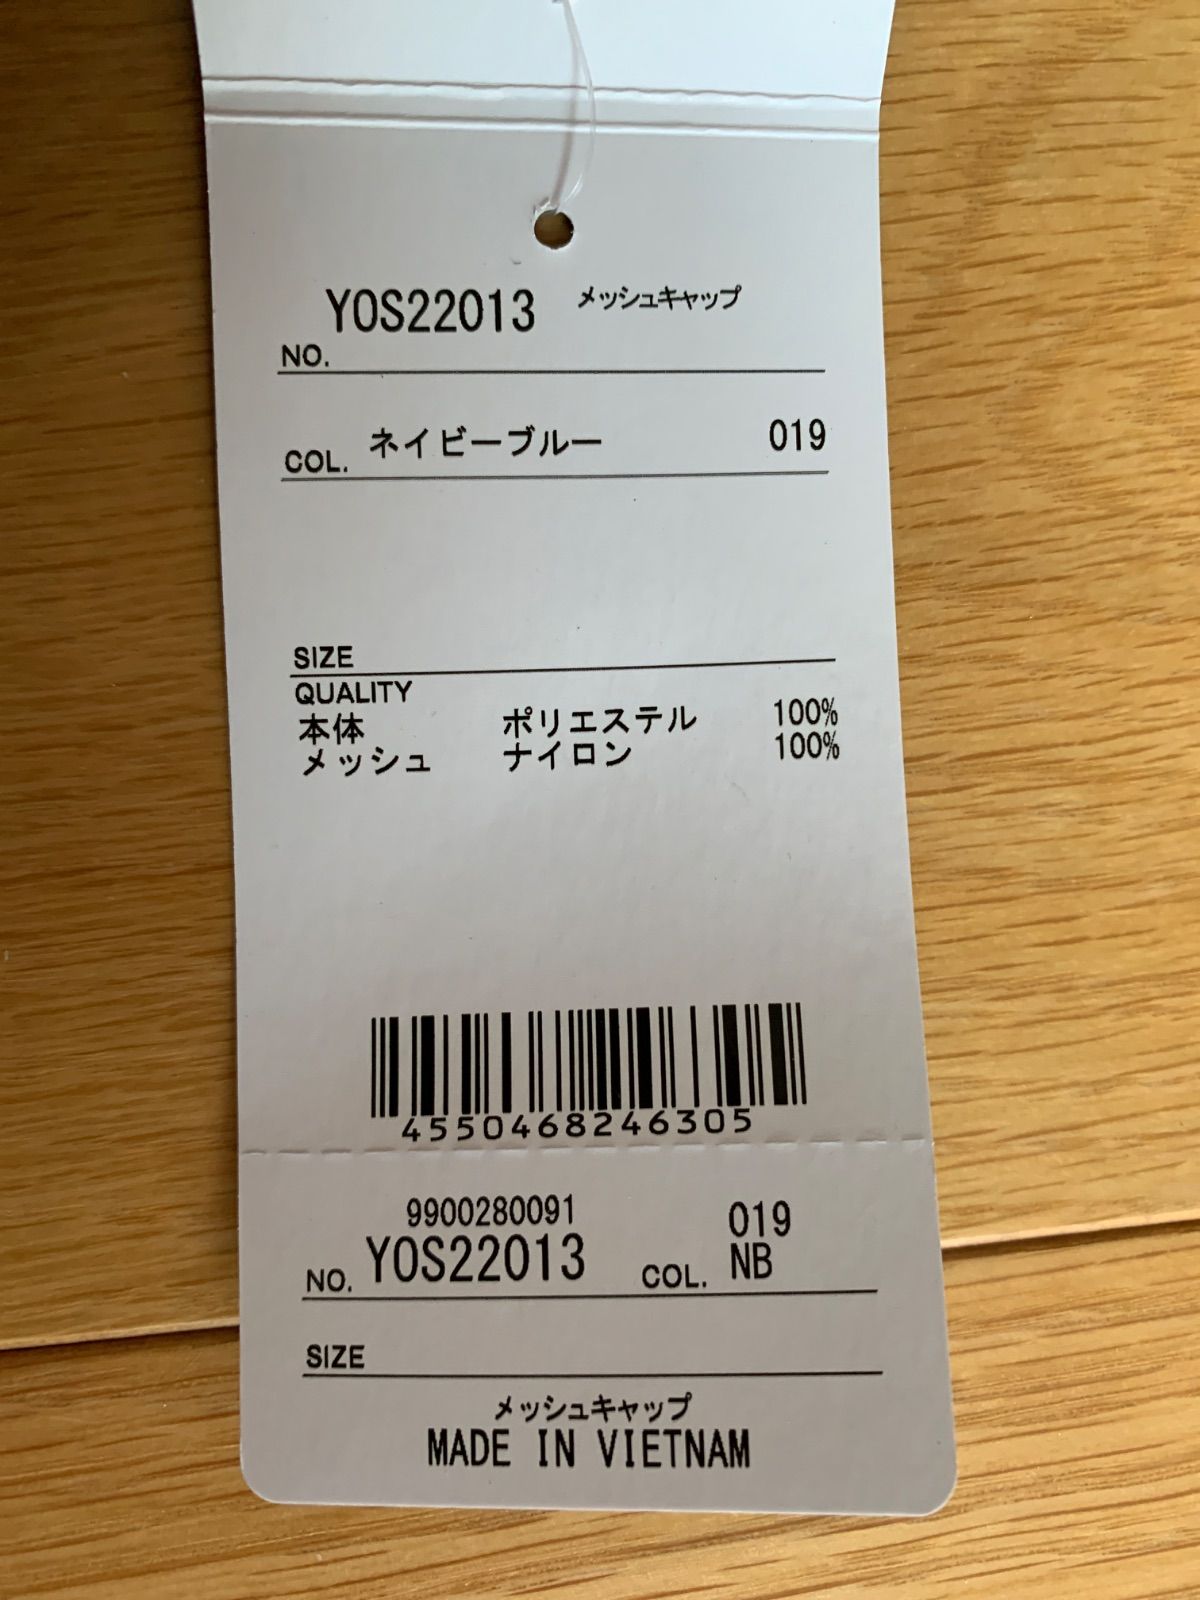 YOS22013 メッシュキャップ
NO.
COL. ネイビーブルー 019
SIZE
QUALITY
本体 ポリエステル 100%
メッシュ ナイロン 100%
4550468246305
9900280091 019
NO. YOS22013 COL. NB
SIZE
メッシュキャップ
MADE IN VIETNAM